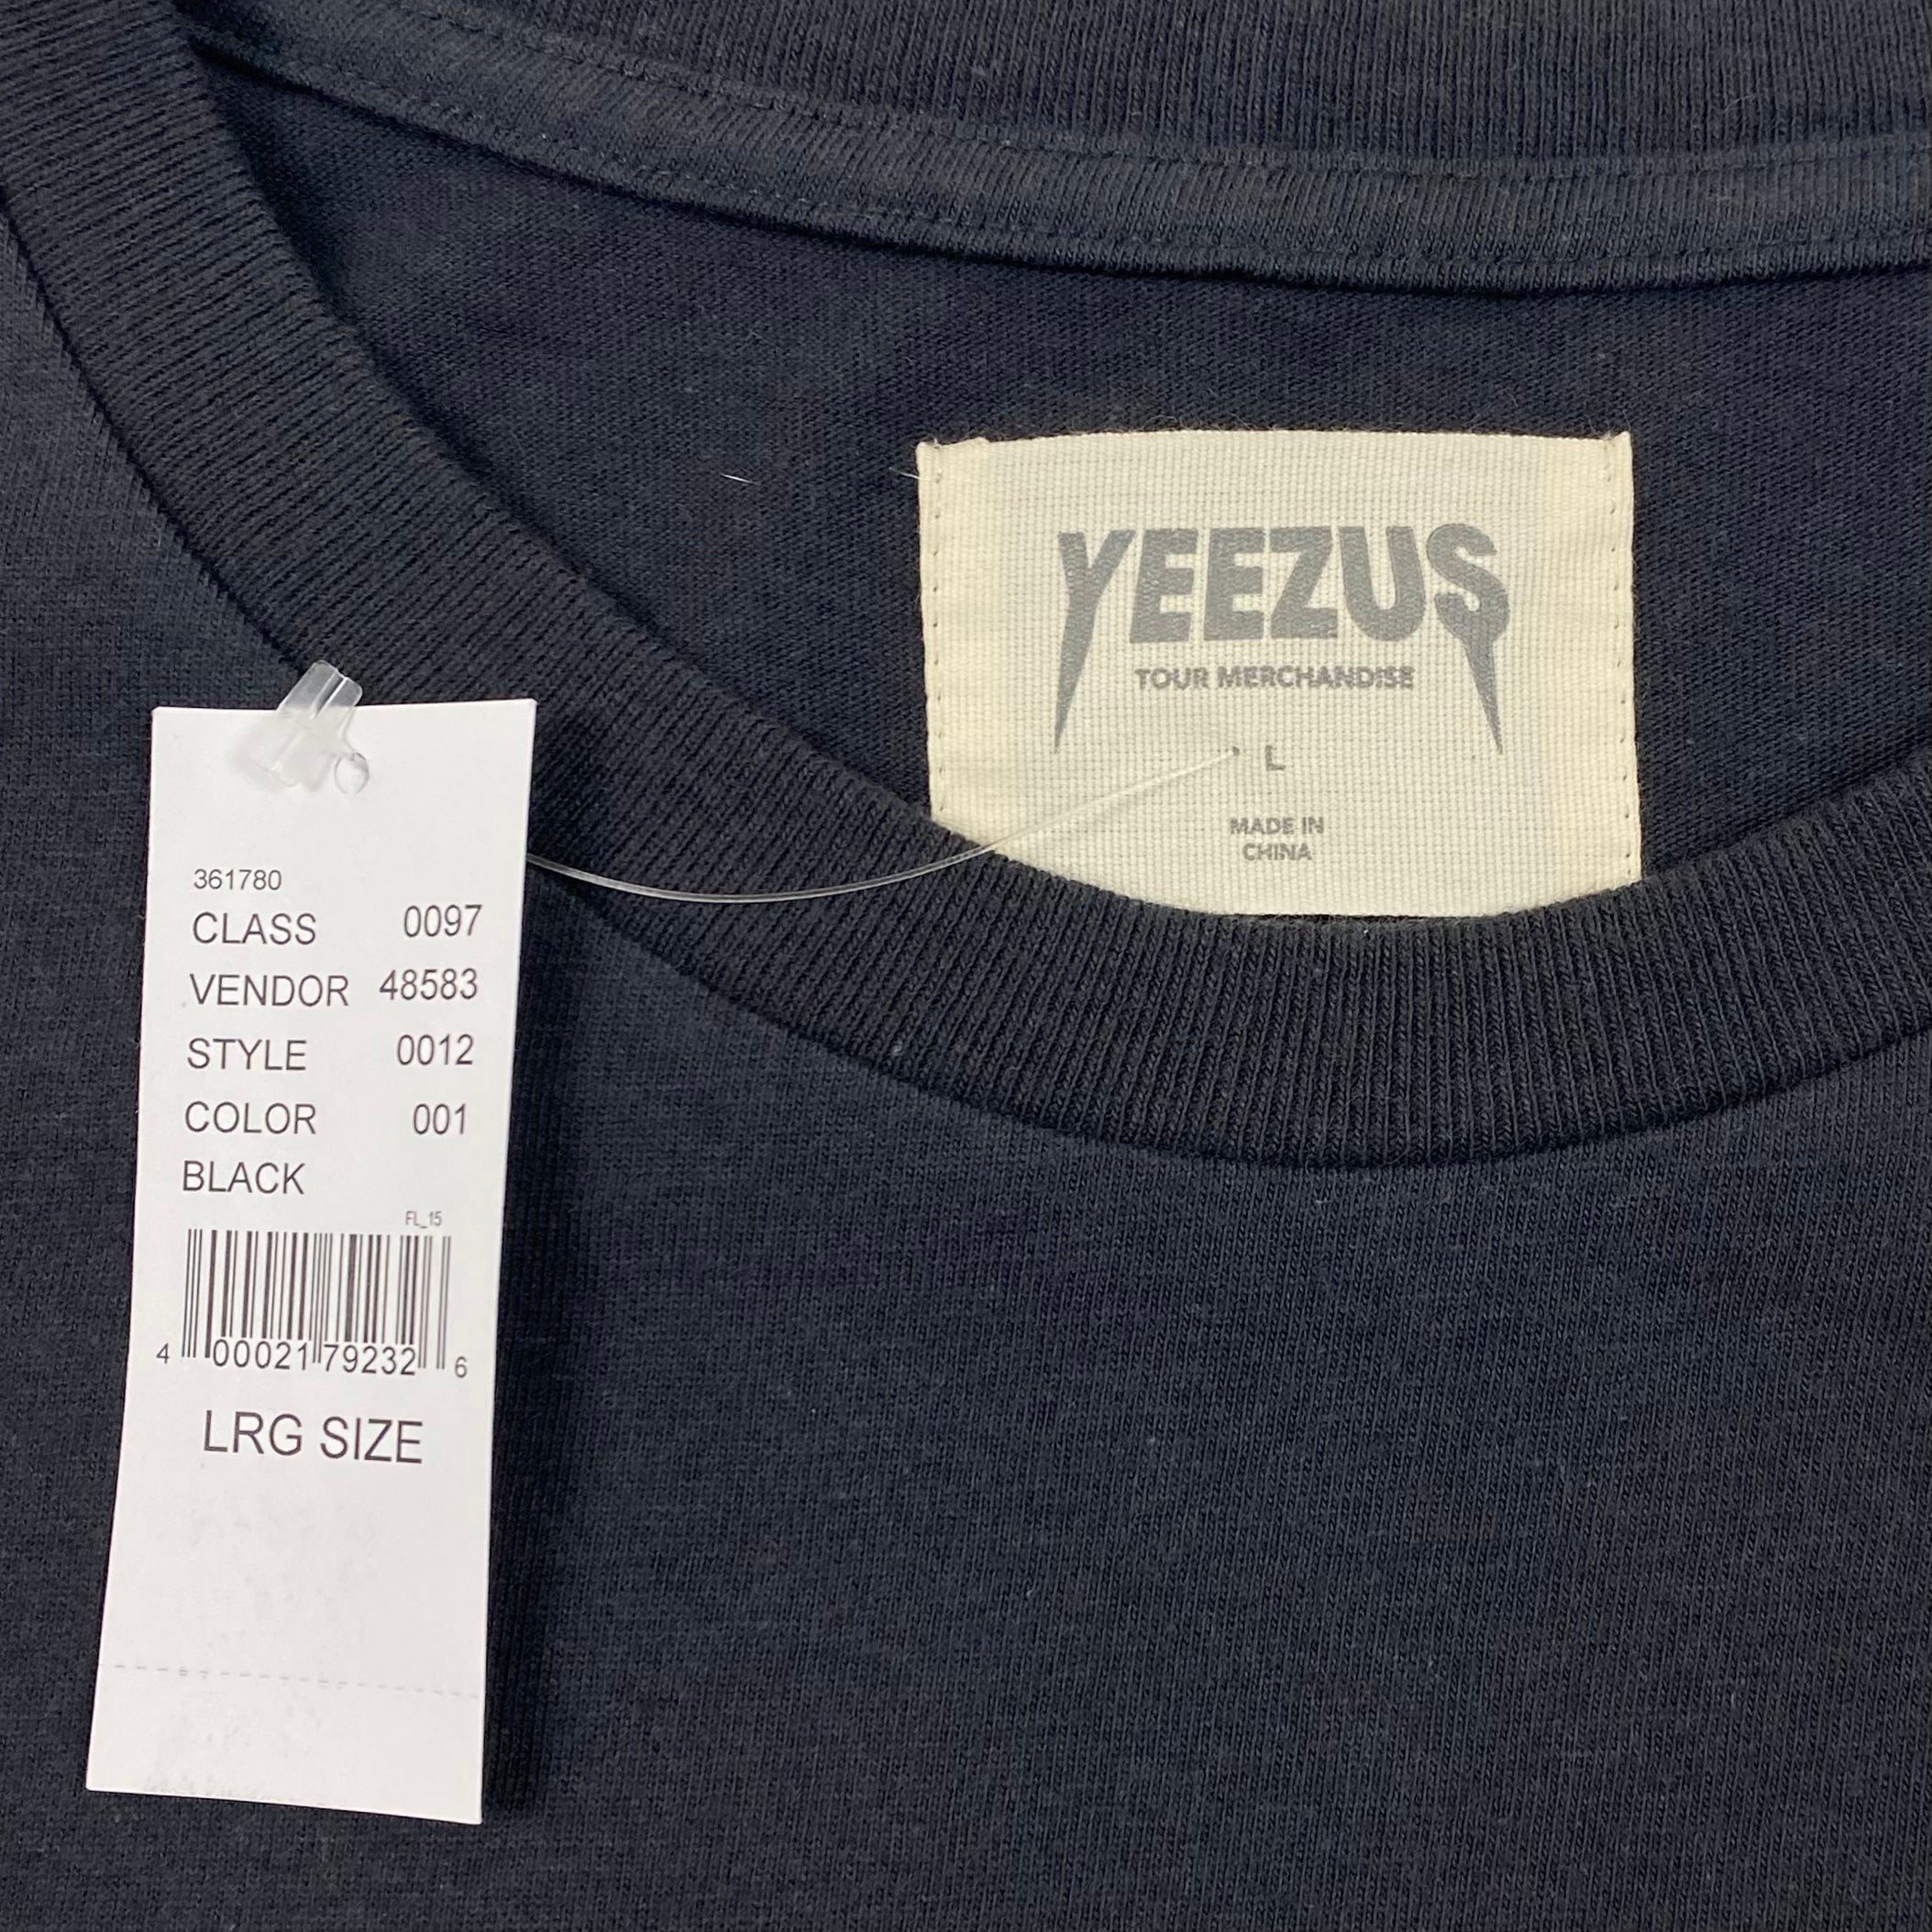 YEEZUS
TOUR MERCHANDISE
L
MADE IN
CHINA
361780
CLASS 0097
VENDOR 48583
STYLE 0012
COLOR 001
BLACK
FL_15
4 00021 79232 6
LRG SIZE